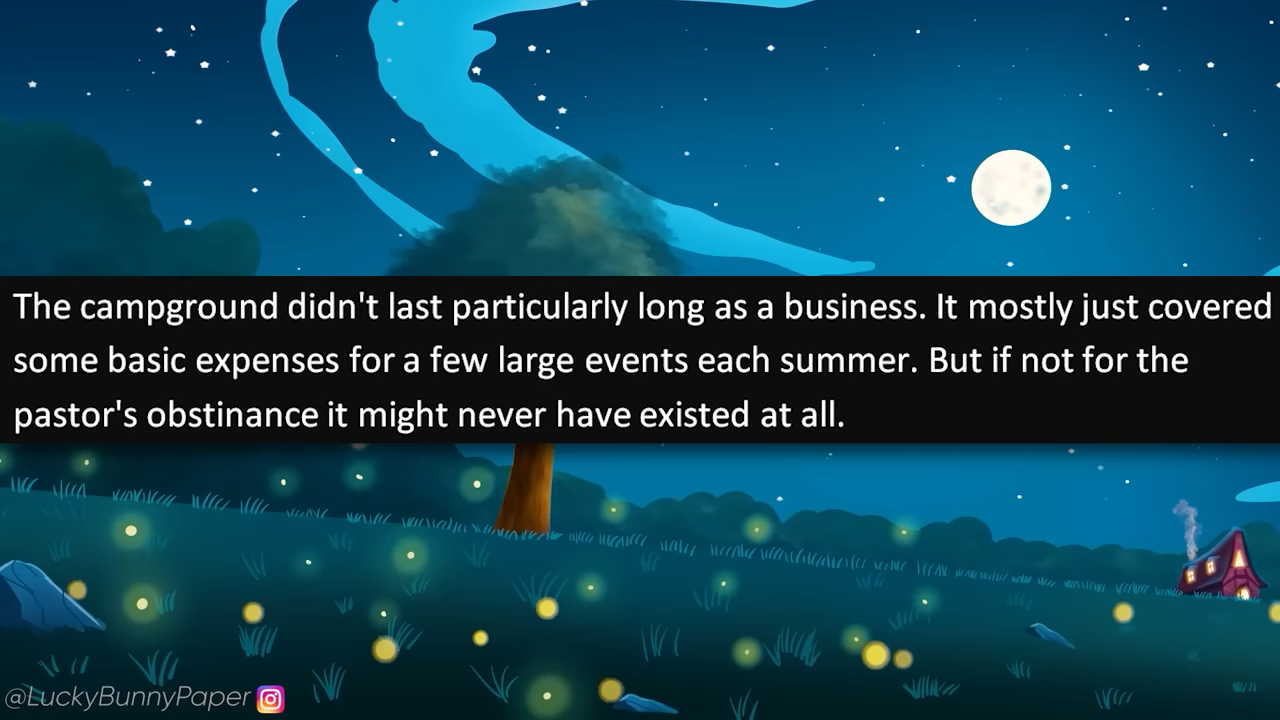 The campground didn't last particularly long as a business. It mostly just covered
some basic expenses for a few large events each summer. But if not for the
pastor's obstinance it might never have existed at all.
@LuckyBunnyPaper